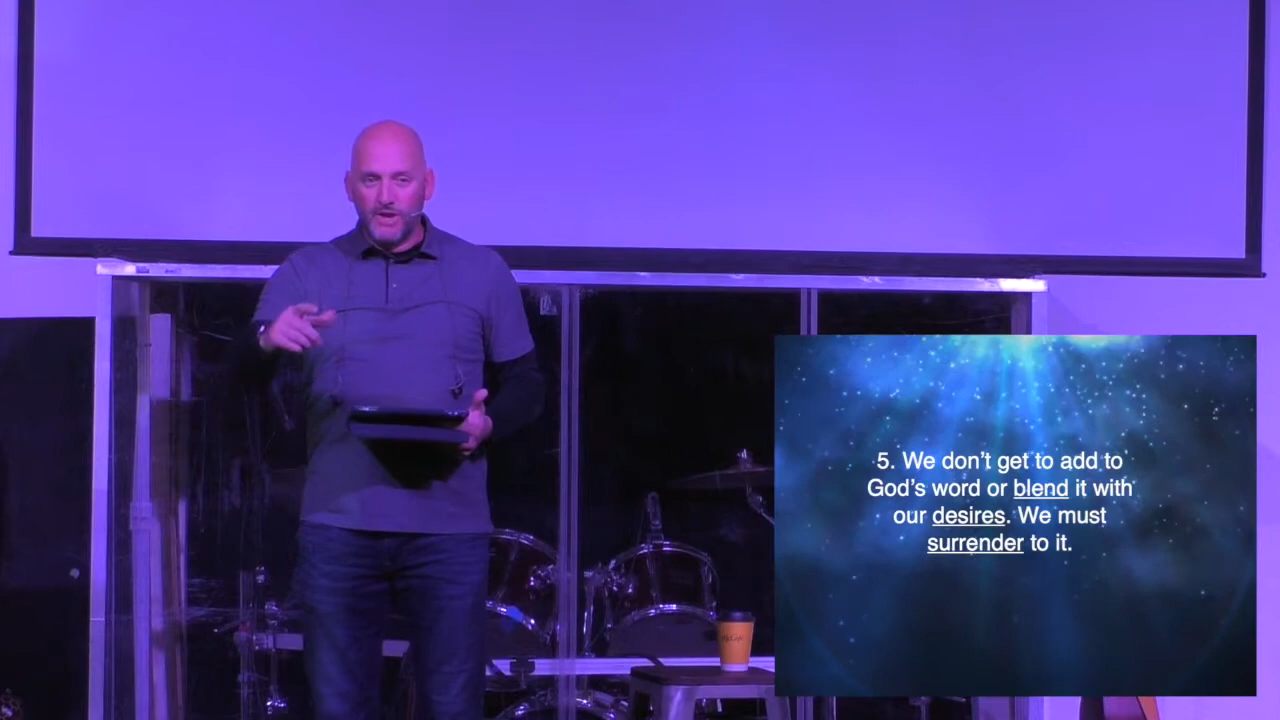 5. We don't get to add to
God's word or blend it with
our desires. We must
surrender to it.
McCafé